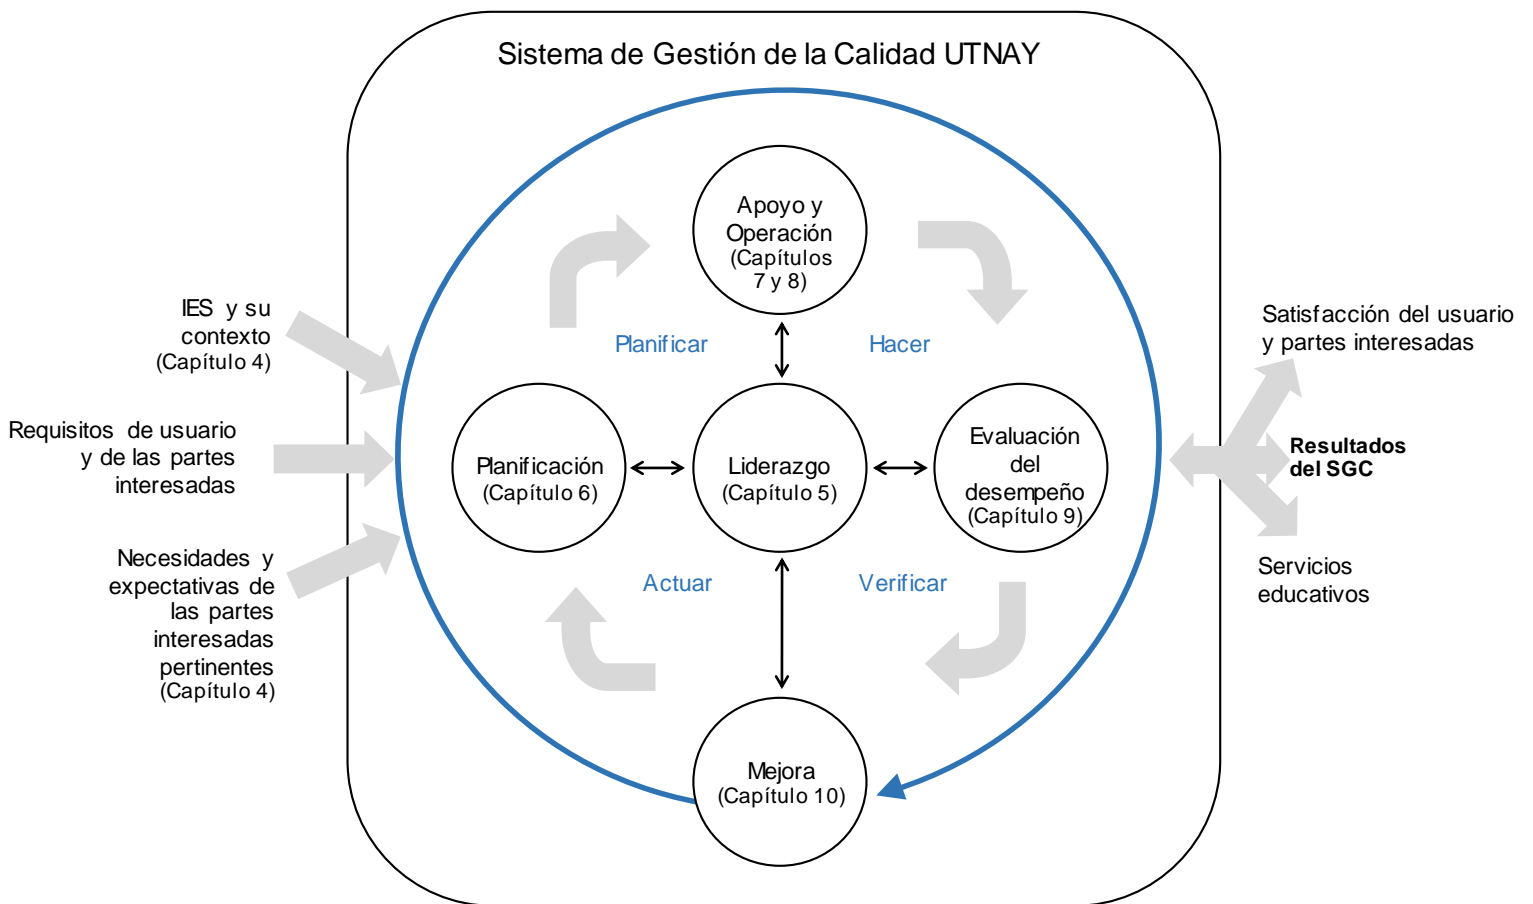 Sistema de Gestión de la Calidad UTNAY
Apoyo y
Operación
(Capítulos
7 y 8)
IES y su
contexto
(Capítulo 4)
Requisitos de usuario
y de las partes
interesadas
Necesidades y
expectativas de
las partes
interesadas
pertinentes
(Capítulo 4)
Planificar
Hacer
Planificación
(Capítulo 6)
Liderazgo
(Capítulo 5)
Evaluación
del
desempeño
(Capítulo 9)
Actuar
Verificar
Mejora
(Capítulo 10)
Satisfacción del usuario
y partes interesadas
Resultados
del SGC
Servicios
educativos